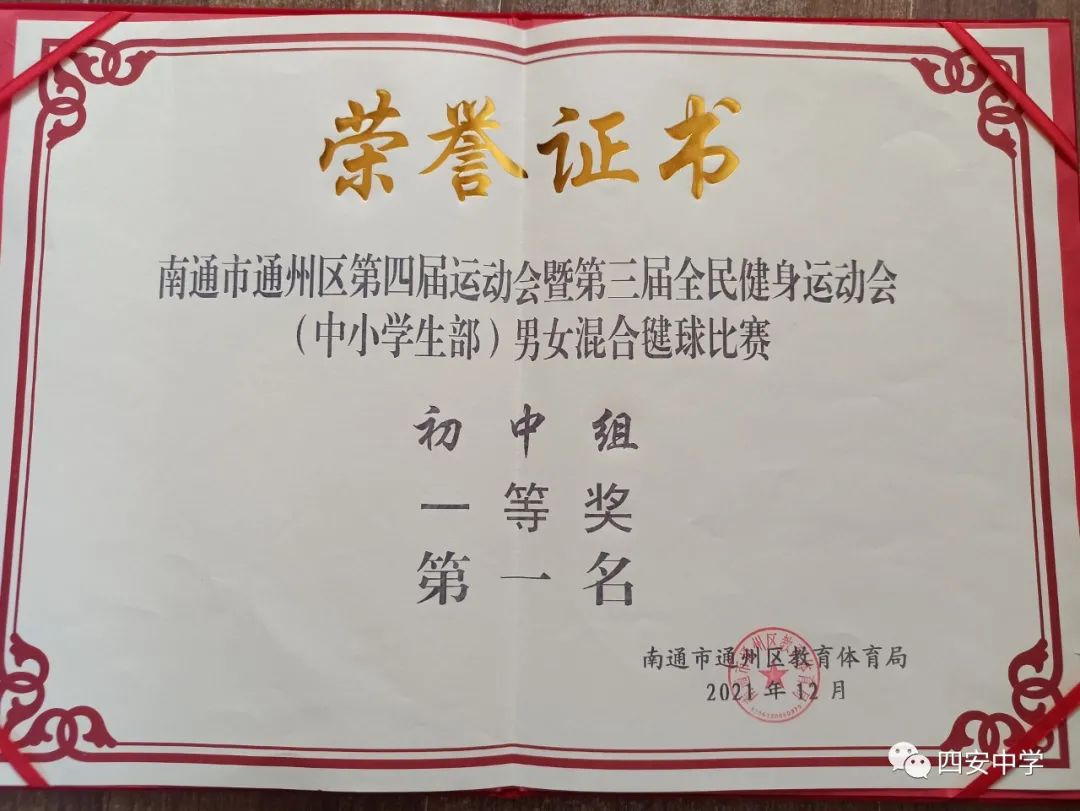 荣誉证书
南通市通州区第四届运动会暨第三届全民健身运动会
（中小学生部）男女混合毽球比赛
初中组
一等奖
第一名
南通市通州区教育体育局
2021年12月
四安中学